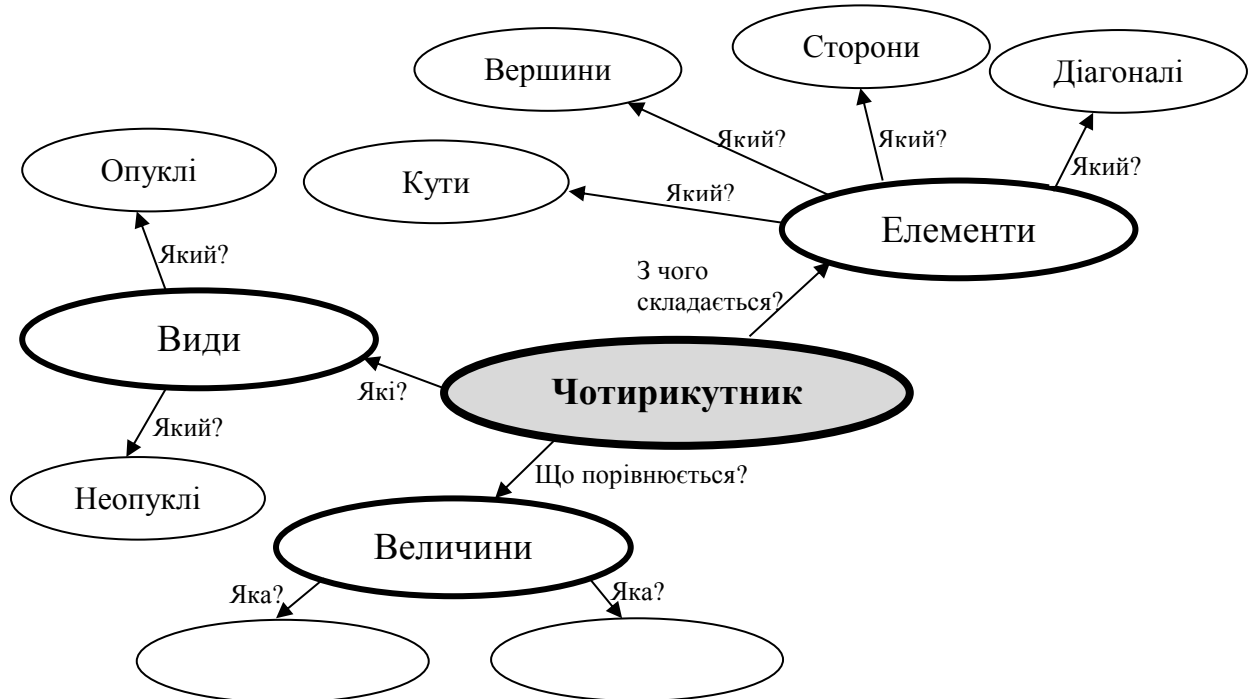 Сторони
Вершини
Діагоналі
Який?
Який?
Який?
Опуклі
Кути
Який?
Елементи
Який?
З чого
складається?
Види
Які?
Чотирикутник
Який?
Що порівнюється?
Неопуклі
Величини
Яка?
Яка?